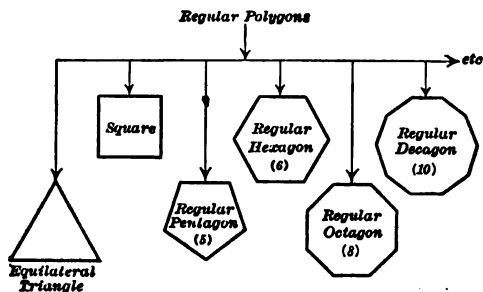 Regular Polygons
etc
Square
Regular
Hexagon
(6)
Regular
Decagon
(10)
Regular
Pentagon
(5)
Regular
Octagon
(8)
Equilateral
Triangle